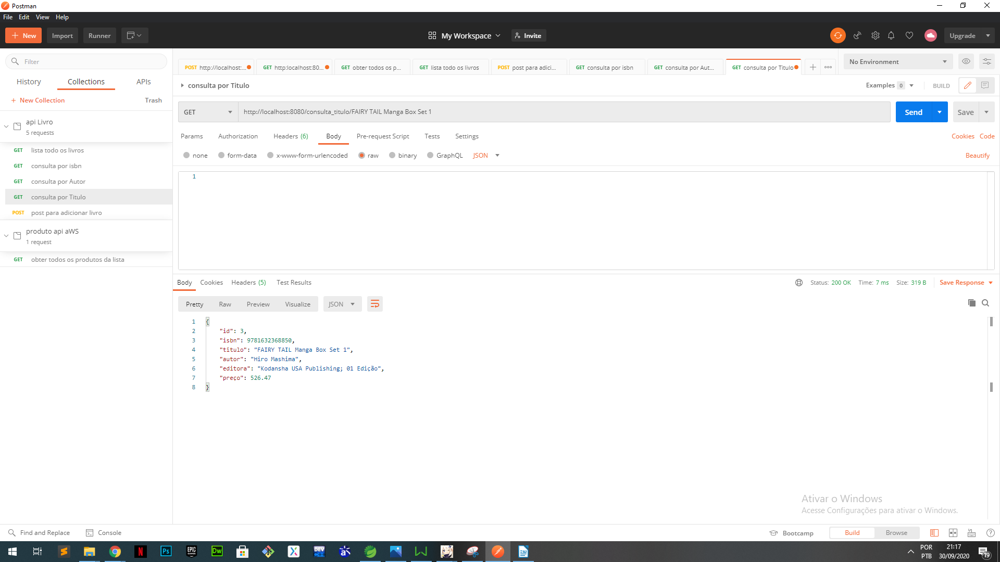 Postman
File Edit View Help
New Import Runner My Workspace Invite Upgrade
Filter
History Collections APIs
New Collection Trash
api Livro
5 requests
GET lista todo os livros
GET consulta por isbn
GET consulta por Autor
GET consulta por Titulo
POST post para adicionar livro
produto api aWS
1 request
GET obter todos os produtos da lista
POST http://localhost:... GET http:localhost:80... GET obter todos os p... GET lista todo os livros POST post para adici... GET consulta por isbn GET consulta por Aut... GET consulta por Titulo No Environment
consulta por Titulo Examples 0 BUILD
GET http://localhost:8080/consulta_titulo/FAIRY TAIL Manga Box Set 1 Send Save
Params Authorization Headers (6) Body Pre-request Script Tests Settings Cookies Code
none form-data x-www-form-urlencoded raw binary GraphQL JSON Beautify
1
Body Cookies Headers (5) Test Results Status: 200 OK Time: 7 ms Size: 319 B Save Response
Pretty Raw Preview Visualize JSON
1 {
2 "id": 3,
3 "isbn": 9781632368850,
4 "titulo": "FAIRY TAIL Manga Box Set 1",
5 "autor": "Hiro Mashima",
6 "editora": "Kodansha USA Publishing; 01 Edição",
7 "preço": 526.47
8 }
Ativar o Windows
Acesse Configurações para ativar o Windows.
Find and Replace Console Bootcamp Build Browse
N Ps EPIC GAMES Dw X DEV
POR 21:17
PTB 30/09/2020 19